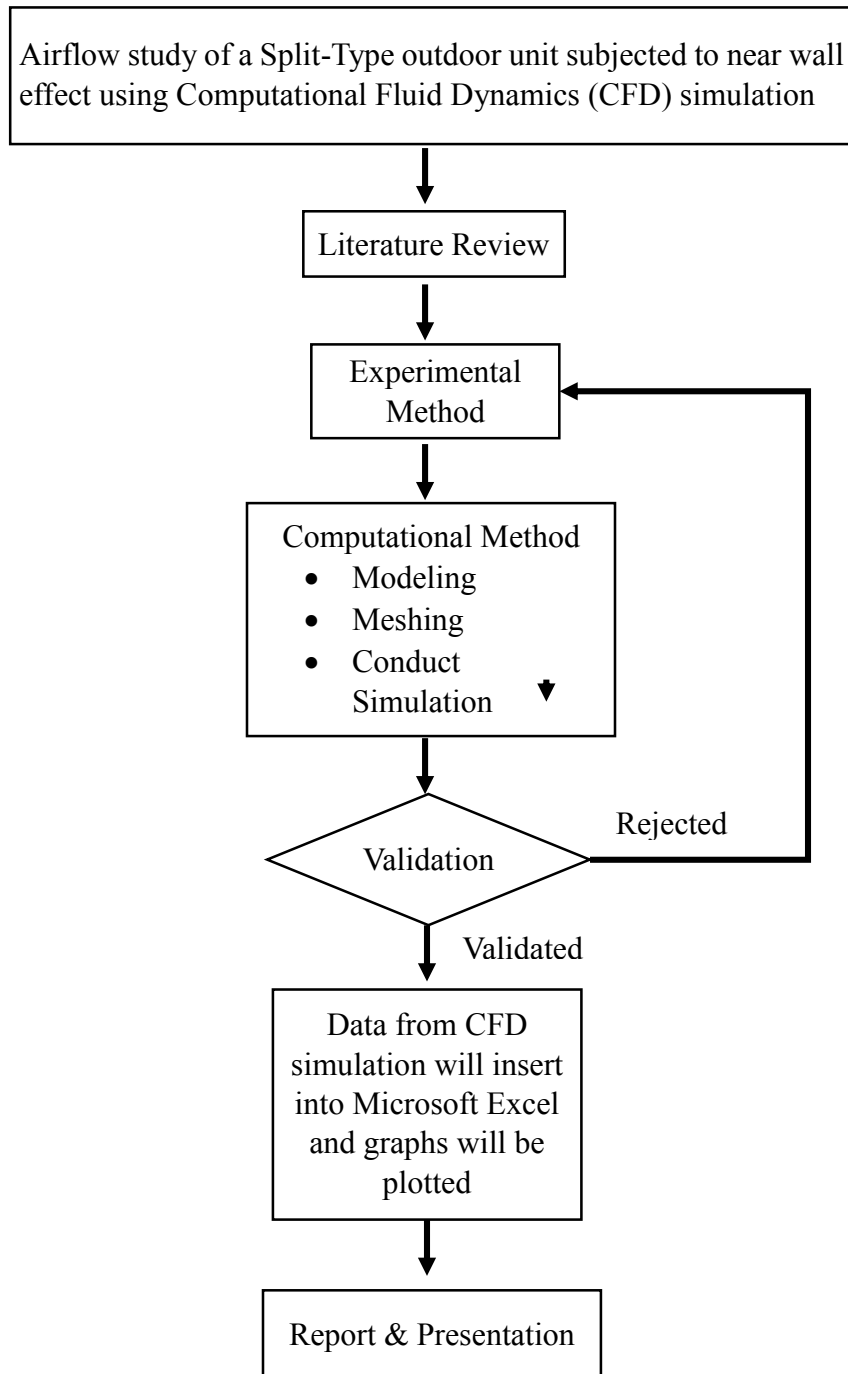 Airflow study of a Split-Type outdoor unit subjected to near wall
effect using Computational Fluid Dynamics (CFD) simulation
Literature Review
Experimental
Method
Computational Method
• Modeling
• Meshing
• Conduct
Simulation
Rejected
Validation
Validated
Data from CFD
simulation will insert
into Microsoft Excel
and graphs will be
plotted
Report & Presentation